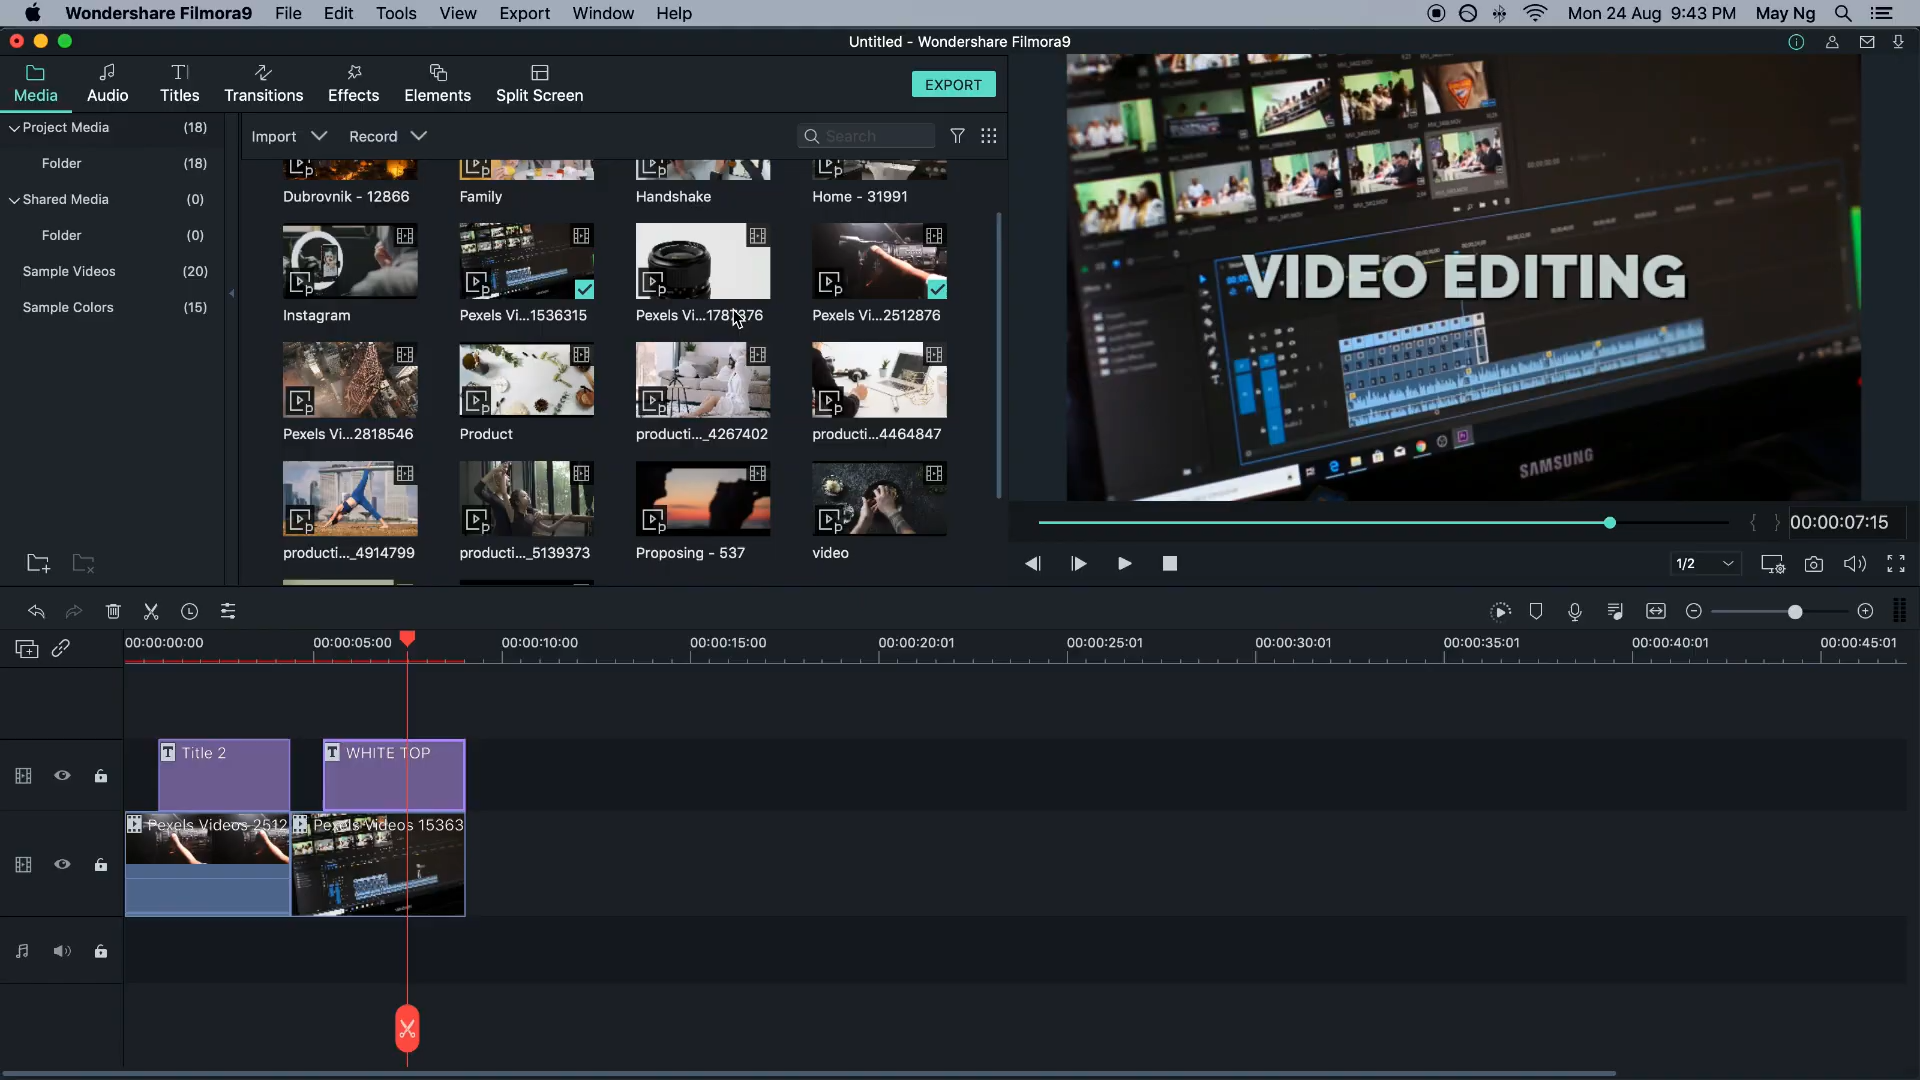 Wondershare Filmora9 File Edit Tools View Export Window Help Mon 24 Aug 9:43 PM May Ng
Untitled - Wondershare Filmora9
Media Audio Titles Transitions Effects Elements Split Screen EXPORT
Project Media (18)
Folder (18)
Shared Media (0)
Folder (0)
Sample Videos (20)
Sample Colors (15)
Import Record Search
Dubrovnik - 12866 Family Handshake Home - 31991
Instagram Pexels Vi...1536315 Pexels Vi...1781376 Pexels Vi...2512876
Pexels Vi...2818546 Product producti..._4267402 producti...4464847
producti..._4914799 producti..._5139373 Proposing - 537 video
VIDEO EDITING
SAMSUNG
00:00:07:15
1/2
00:00:00:00 00:00:05:00 00:00:10:00 00:00:15:00 00:00:20:01 00:00:25:01 00:00:30:01 00:00:35:01 00:00:40:01 00:00:45:01
Title 2 WHITE TOP
Pexels Videos 2512 Pexels Videos 15363